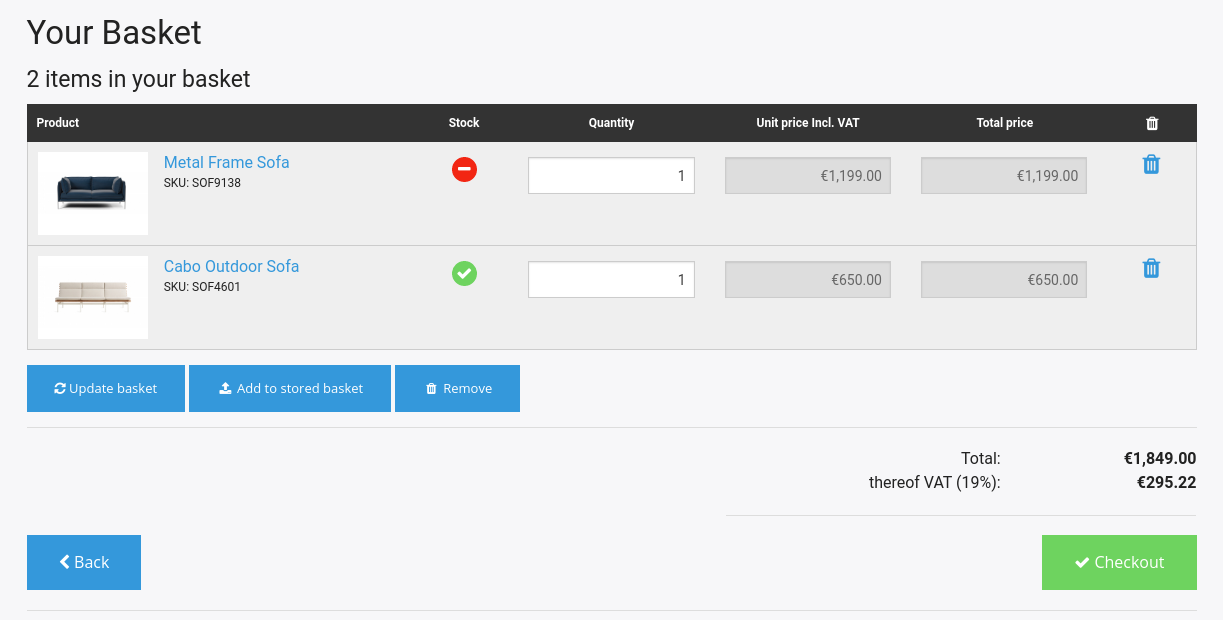 Your Basket
2 items in your basket
Product Stock Quantity Unit price Incl. VAT Total price
Metal Frame Sofa
SKU: SOF9138
1 €1,199.00 €1,199.00
Cabo Outdoor Sofa
SKU: SOF4601
1 €650.00 €650.00
Update basket Add to stored basket Remove
Total: €1,849.00
thereof VAT (19%): €295.22
Back Checkout